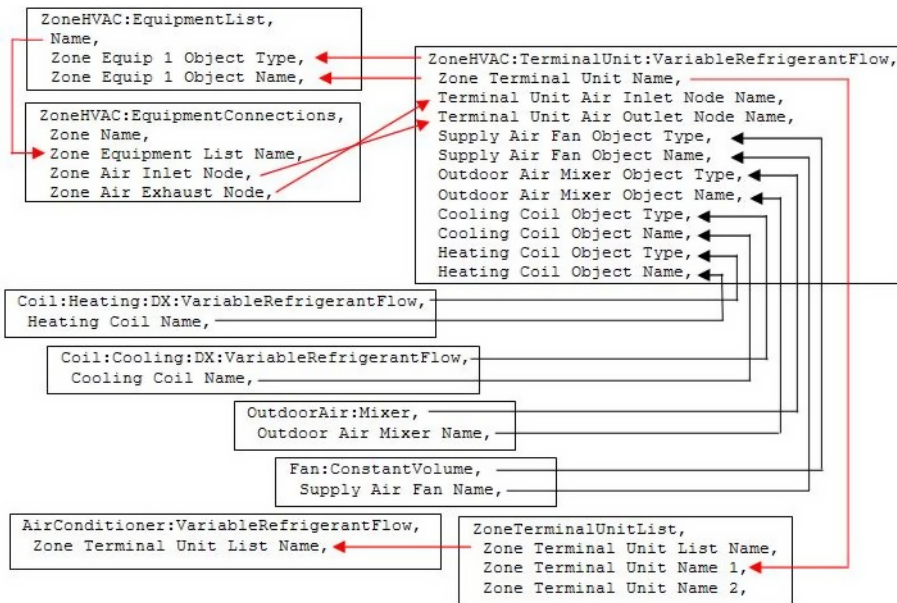 ZoneHVAC:EquipmentList,
Name,
Zone Equip 1 Object Type,
Zone Equip 1 Object Name,
ZoneHVAC:EquipmentConnections,
Zone Name,
Zone Equipment List Name,
Zone Air Inlet Node,
Zone Air Exhaust Node,
ZoneHVAC:TerminalUnit:VariableRefrigerantFlow,
Zone Terminal Unit Name,
Terminal Unit Air Inlet Node Name,
Terminal Unit Air Outlet Node Name,
Supply Air Fan Object Type,
Supply Air Fan Object Name,
Outdoor Air Mixer Object Type,
Outdoor Air Mixer Object Name,
Cooling Coil Object Type,
Cooling Coil Object Name,
Heating Coil Object Type,
Heating Coil Object Name,
Coil:Heating:DX:VariableRefrigerantFlow,
Heating Coil Name,
Coil:Cooling:DX:VariableRefrigerantFlow,
Cooling Coil Name,
OutdoorAir:Mixer,
Outdoor Air Mixer Name,
Fan:ConstantVolume,
Supply Air Fan Name,
AirConditioner:VariableRefrigerantFlow,
Zone Terminal Unit List Name,
ZoneTerminalUnitList,
Zone Terminal Unit List Name,
Zone Terminal Unit Name 1,
Zone Terminal Unit Name 2,